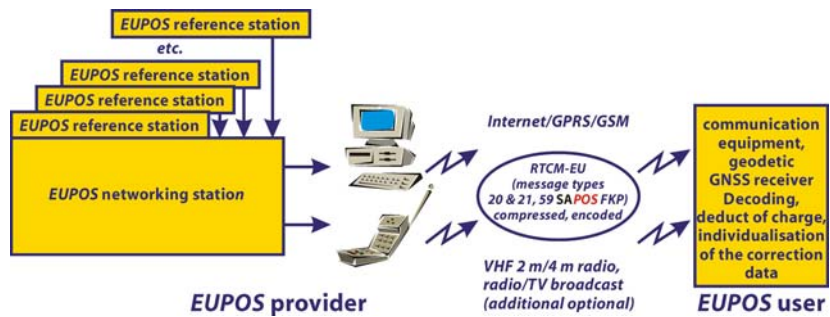 EUPOS reference station
etc.
EUPOS reference station
EUPOS reference station
EUPOS reference station
EUPOS networking station
Internet/GPRS/GSM
RTCM-EU
(message types
20 & 21, 59 SAPOS FKP)
compressed, encoded
VHF 2 m/4 m radio,
radio/TV broadcast
(additional optional)
communication
equipment,
geodetic
GNSS receiver
Decoding,
deduct of charge,
individualisation
of the correction
data
EUPOS provider
EUPOS user